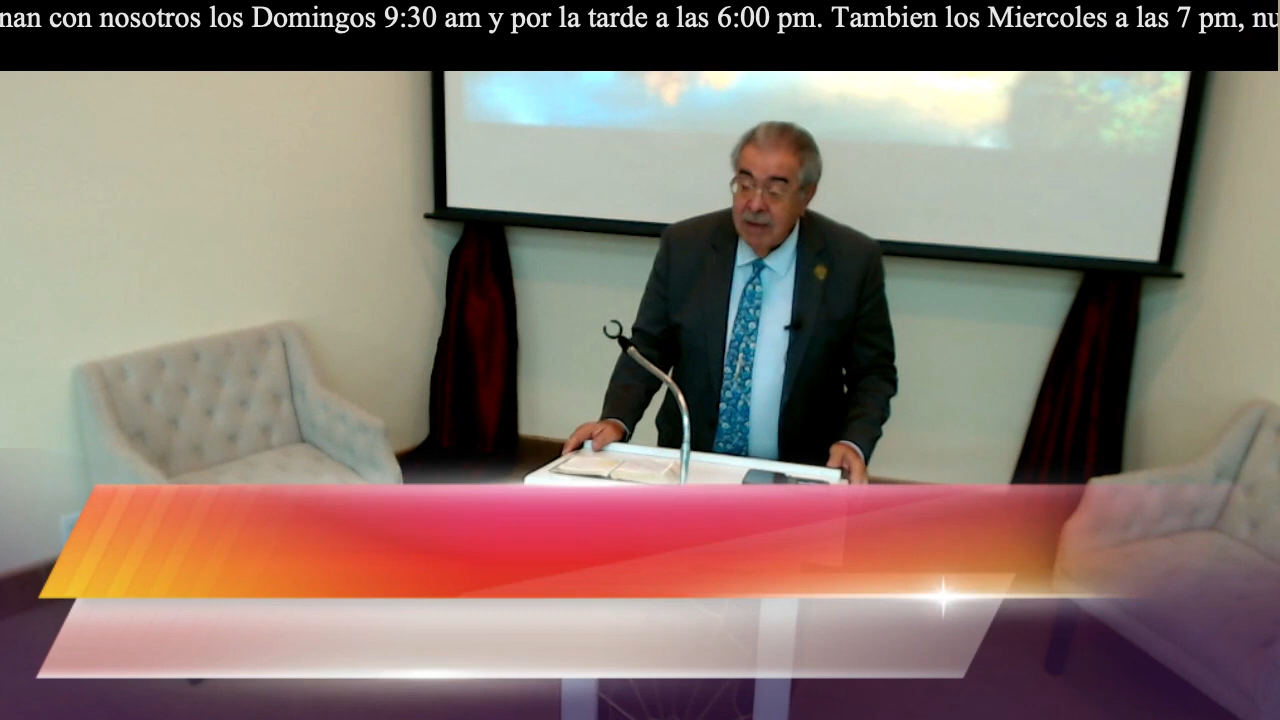 con nosotros los Domingos 9:30 am y por la tarde a las 6:00 pm. Tambien los Miercoles a las 7 pm,